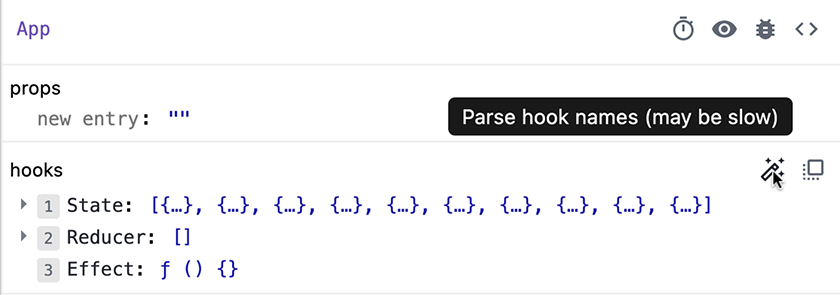 App
props
new entry: ""
Parse hook names (may be slow)
hooks
1 State: [{…}, {…}, {…}, {…}, {…}, {…}, {…}, {…}, {…}, {…}]
2 Reducer: []
3 Effect: ƒ () {}